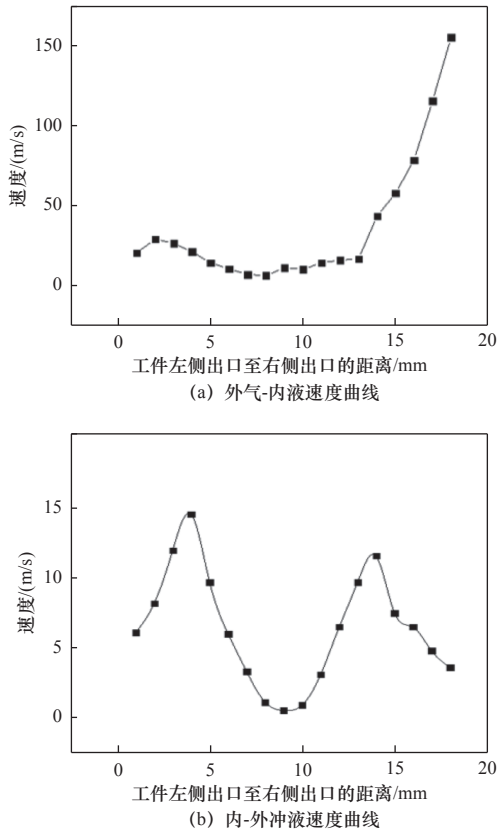 150
100
50
0
速度/(m/s)
0 5 10 15 20
工件左侧出口至右侧出口的距离/mm
(a) 外气-内液速度曲线
15
10
5
0
速度/(m/s)
0 5 10 15 20
工件左侧出口至右侧出口的距离/mm
(b) 内-外冲液速度曲线